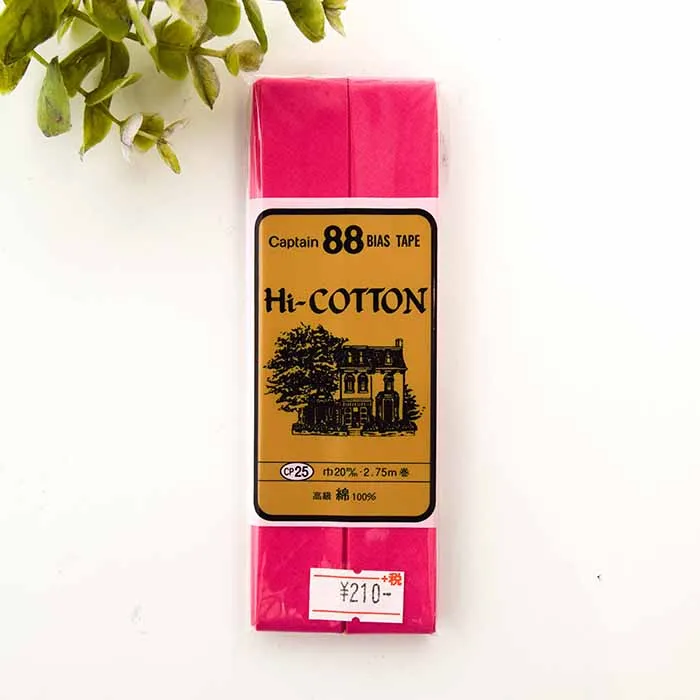 Captain 88 BIAS TAPE
Hi-COTTON
CP25 巾20㎜・2.75m巻
高級 綿 100%
+税
¥210-